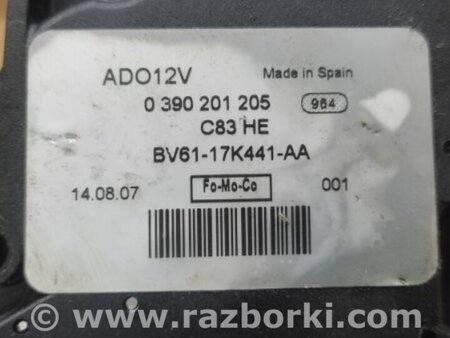 ADO12V Made in Spain
0 390 201 205 964
C83 HE
BV61-17K441-AA
14.08.07 Fo-Mo-Co 001
© www.razborki.com